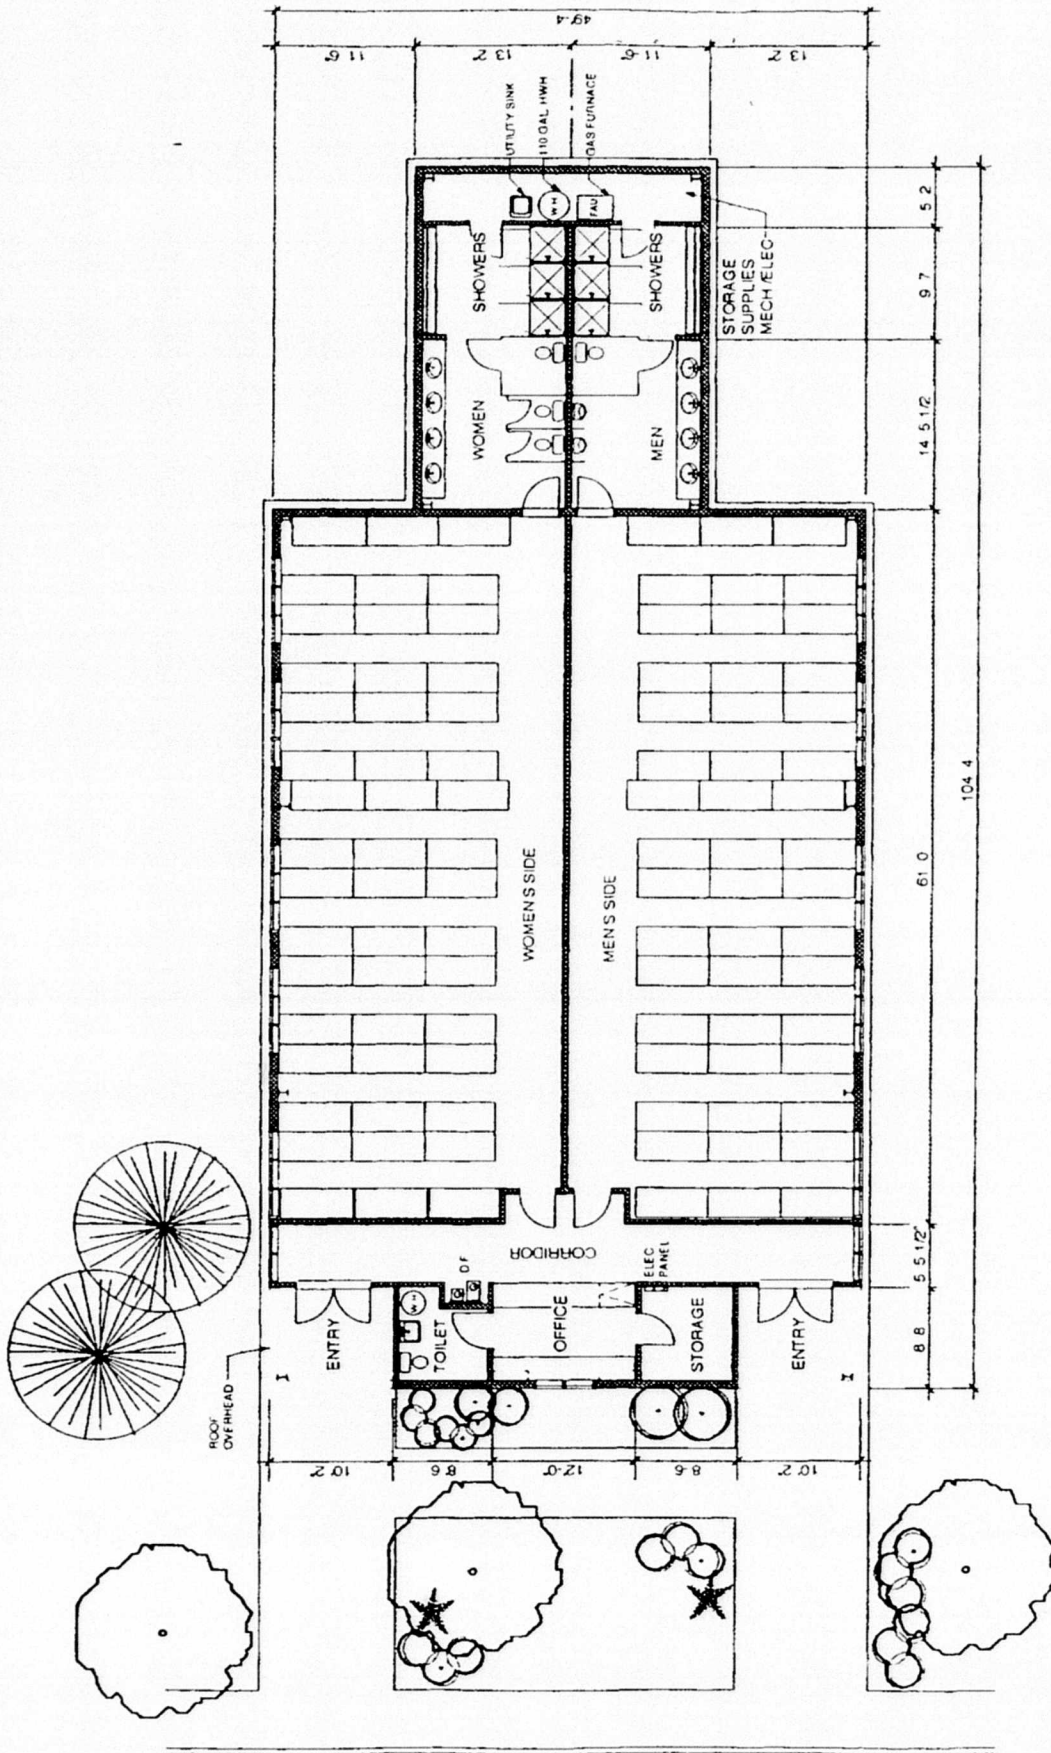 49'-4
11 6"
13 2"
11-6"
13 2"
UTILITY SINK
110 GAL HWH
GAS FURNACE
WH
FAU
5 2
SHOWERS
SHOWERS
STORAGE
SUPPLIES
MECH /ELEC
9 7
WOMEN
MEN
14 5 1/2
WOMEN S SIDE
MEN S SIDE
61 0
104 4
CORRIDOR
DF
ELEC
PANEL
5 5 1/2"
WH
TOILET
OFFICE
STORAGE
ENTRY
ENTRY
8 8
ROOF
OVERHEAD
10' 2"
8'6
12'-0"
8-6"
10' 2"